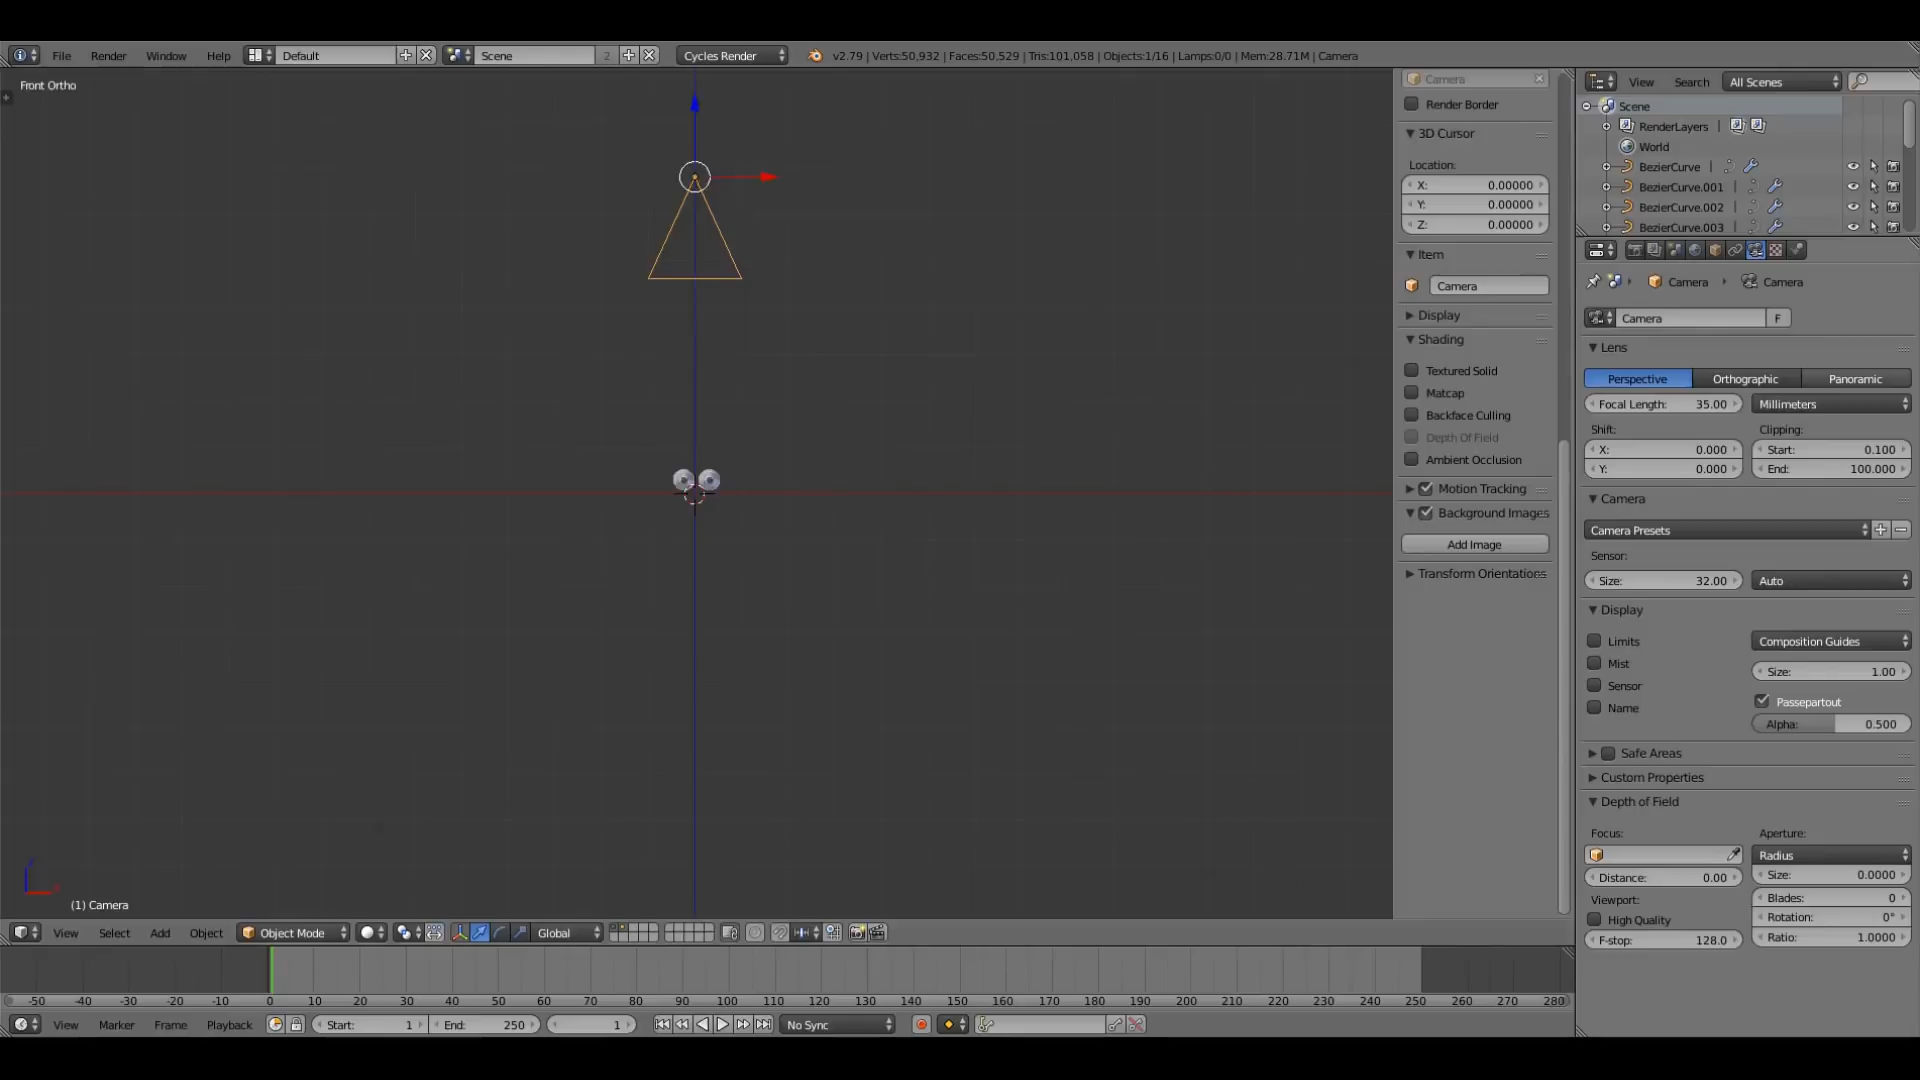 File Render Window Help Default Scene 2 Cycles Render v2.79 | Verts:50,932 | Faces:50,529 | Tris:101,058 | Objects:1/16 | Lamps:0/0 | Mem:28.71M | Camera
Front Ortho
(1) Camera
Camera
Render Border
3D Cursor
Location:
X: 0.00000
Y: 0.00000
Z: 0.00000
Item
Camera
Display
Shading
Textured Solid
Matcap
Backface Culling
Depth Of Field
Ambient Occlusion
Motion Tracking
Background Images
Add Image
Transform Orientations
View Search All Scenes
Scene
RenderLayers
World
BezierCurve
BezierCurve.001
BezierCurve.002
BezierCurve.003
Camera Camera
Camera F
Lens
Perspective Orthographic Panoramic
Focal Length: 35.00 Millimeters
Shift: Clipping:
X: 0.000 Start: 0.100
Y: 0.000 End: 100.000
Camera
Camera Presets
Sensor:
Size: 32.00 Auto
Display
Limits Composition Guides
Mist Size: 1.00
Sensor Passepartout
Name Alpha: 0.500
Safe Areas
Custom Properties
Depth of Field
Focus: Aperture:
Radius
Distance: 0.00 Size: 0.0000
Viewport: Blades: 0
High Quality Rotation: 0°
F-stop: 128.0 Ratio: 1.0000
View Select Add Object Object Mode Global
-50 -40 -30 -20 -10 0 10 20 30 40 50 60 70 80 90 100 110 120 130 140 150 160 170 180 190 200 210 220 230 240 250 260 270 280
View Marker Frame Playback Start: 1 End: 250 1 No Sync